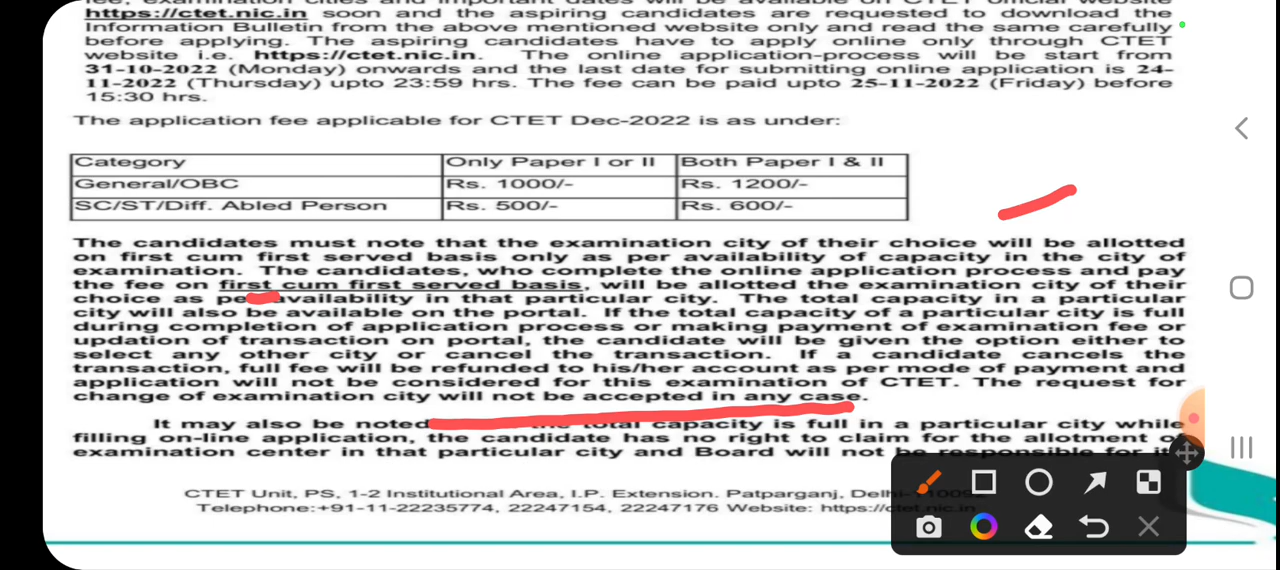 https://ctet.nic.in soon and the aspiring candidates are requested to download the
Information Bulletin from the above mentioned website only and read the same carefully
before applying. The aspiring candidates have to apply online only through CTET
website i.e. https://ctet.nic.in. The online application-process will be start from
31-10-2022 (Monday) onwards and the last date for submitting online application is 24-
11-2022 (Thursday) upto 23:59 hrs. The fee can be paid upto 25-11-2022 (Friday) before
15:30 hrs.
The application fee applicable for CTET Dec-2022 is as under:
Category Only Paper I or II Both Paper I & II
General/OBC Rs. 1000/- Rs. 1200/-
SC/ST/Diff. Abled Person Rs. 500/- Rs. 600/-
The candidates must note that the examination city of their choice will be allotted
on first cum first served basis only as per availability of capacity in the city of
examination. The candidates, who complete the online application process and pay
the fee on first cum first served basis, will be allotted the examination city of their
choice as per availability in that particular city. The total capacity in a particular
city will also be available on the portal. If the total capacity of a particular city is full
during completion of application process or making payment of examination fee or
updation of transaction on portal, the candidate will be given the option either to
select any other city or cancel the transaction. If a candidate cancels the
transaction, full fee will be refunded to his/her account as per mode of payment and
application will not be considered for this examination of CTET. The request for
change of examination city will not be accepted in any case.
It may also be noted total capacity is full in a particular city while
filling on-line application, the candidate has no right to claim for the allotment of
examination center in that particular city and Board will not be responsible for it
CTET Unit, PS, 1-2 Institutional Area, I.P. Extension. Patparganj, Delhi-
Telephone:+91-11-22235774, 22247154, 22247176 Website: https://ctet.nic.in